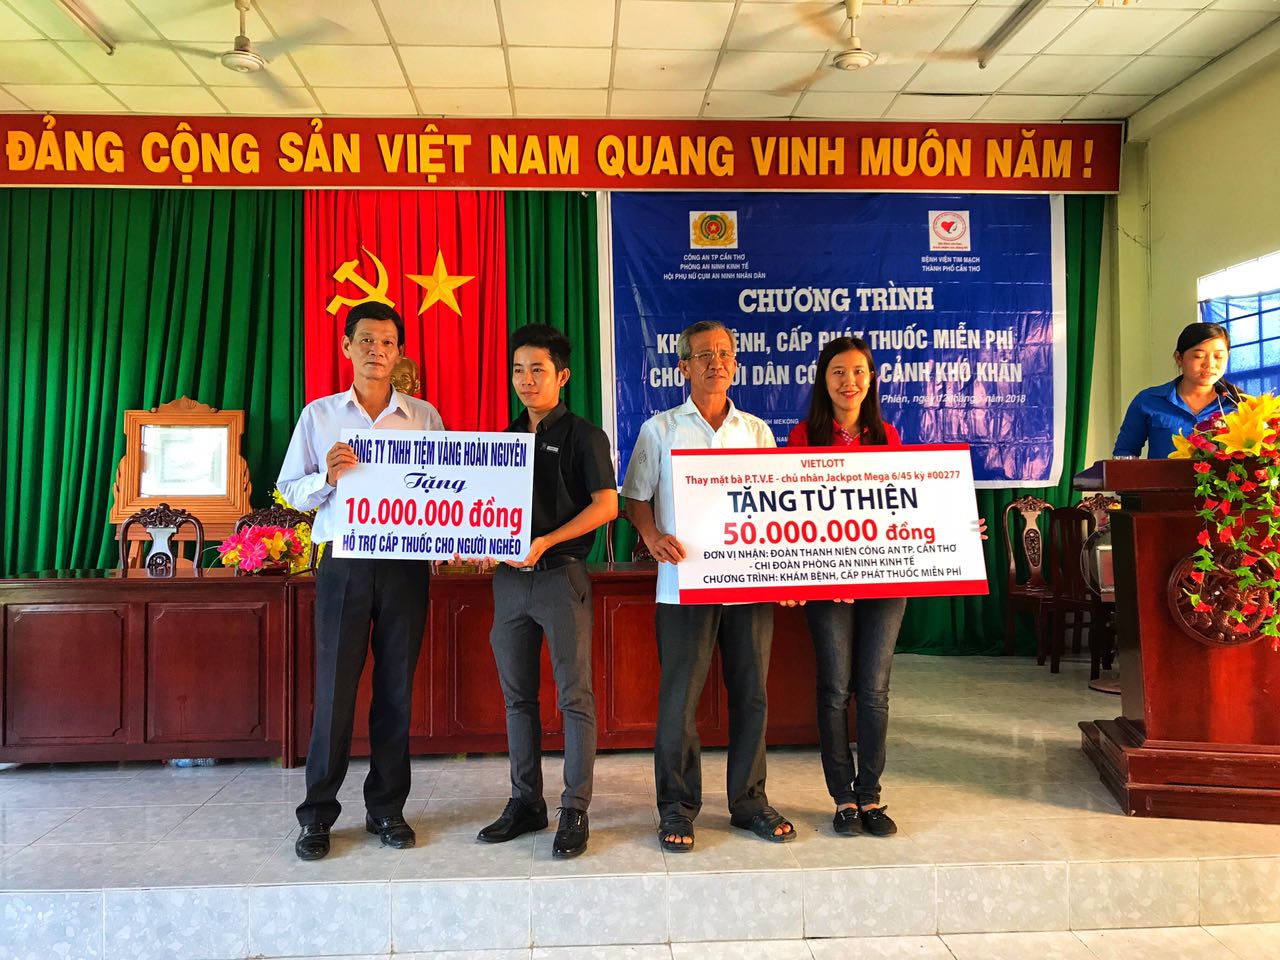 ĐẢNG CỘNG SẢN VIỆT NAM QUANG VINH MUÔN NĂM !
CÔNG AN TP CẦN THƠ
PHÒNG AN NINH KINH TẾ
HỘI PHỤ NỮ CỤM AN NINH NHÂN DÂN
BỆNH VIỆN TIM MẠCH
THÀNH PHỐ CẦN THƠ
CHƯƠNG TRÌNH
BỆNH, CẤP PHÁT THUỐC MIỄN PHÍ
CHO DÂN CẢNH KHÓ KHĂN
Phiên, ngày 2018
CÔNG TY TNHH TIỆM VÀNG HOÀN NGUYÊN
Tặng
10.000.000 đồng
HỖ TRỢ CẤP THUỐC CHO NGƯỜI NGHÈO
VIETLOTT
Thay mặt bà P.T.V.E - chủ nhân Jackpot Mega 6/45 kỳ #00277
TẶNG TỪ THIỆN
50.000.000 đồng
ĐƠN VỊ NHẬN: ĐOÀN THANH NIÊN CÔNG AN TP. CẦN THƠ
- CHI ĐOÀN PHÒNG AN NINH KINH TẾ
CHƯƠNG TRÌNH: KHÁM BỆNH, CẤP PHÁT THUỐC MIỄN PHÍ